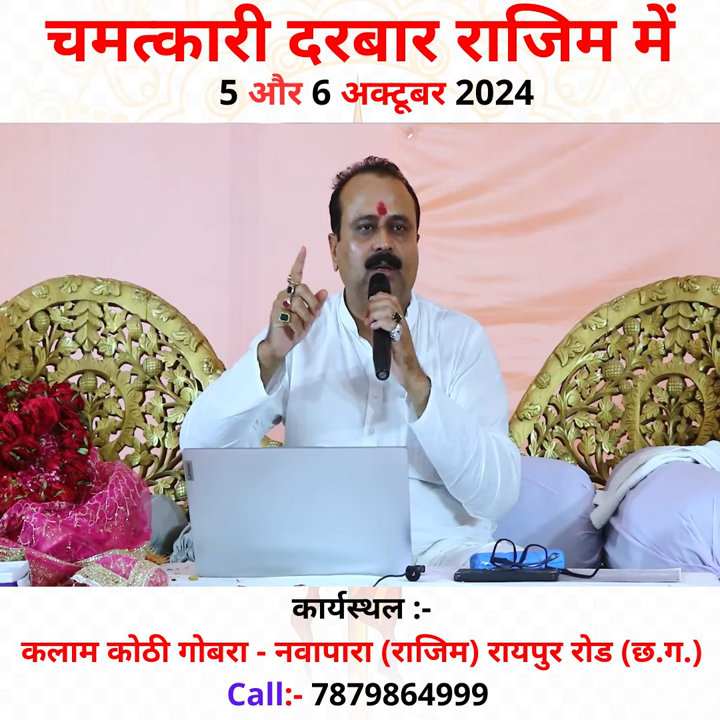 चमत्कारी दरबार राजिम में
5 और 6 अक्टूबर 2024
कार्यस्थल :-
कलाम कोठी गोबरा - नवापारा (राजिम) रायपुर रोड (छ.ग.)
Call:- 7879864999